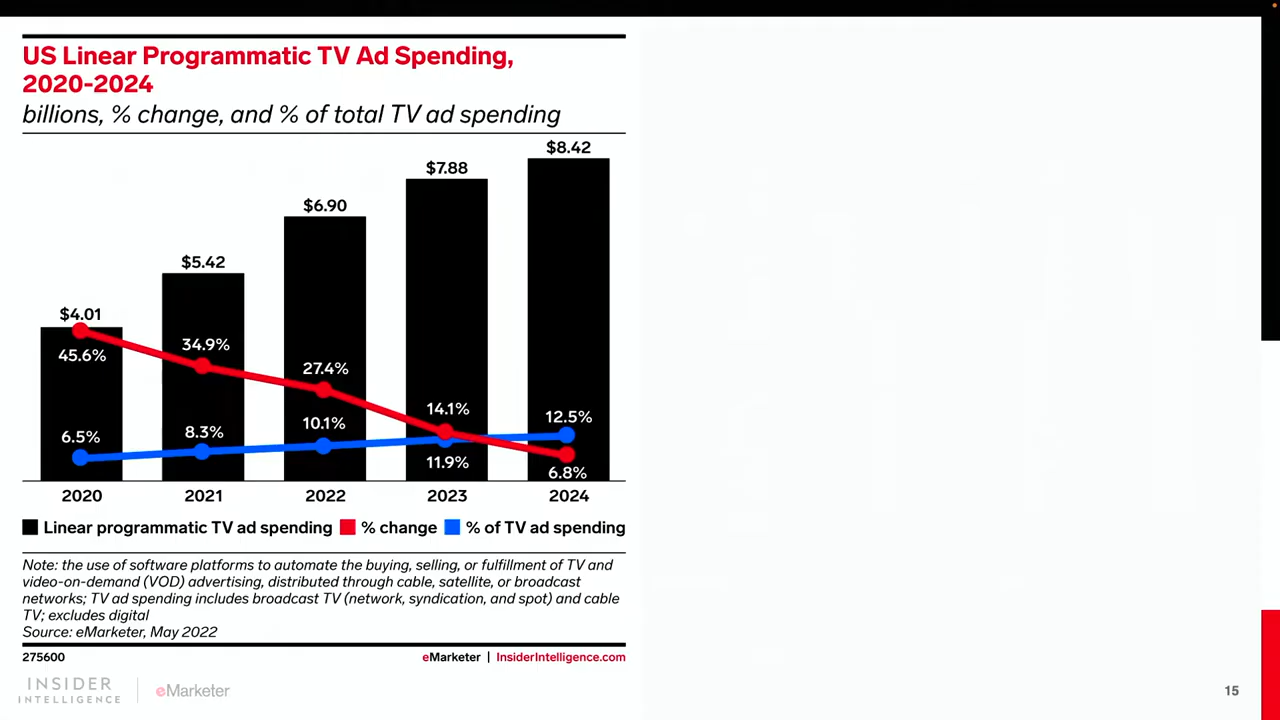 US Linear Programmatic TV Ad Spending,
2020-2024
billions, % change, and % of total TV ad spending
$8.42
$7.88
$6.90
$5.42
$4.01
45.6%
34.9%
27.4%
14.1%
12.5%
6.5%
8.3%
10.1%
11.9%
6.8%
2020 2021 2022 2023 2024
Linear programmatic TV ad spending % change % of TV ad spending
Note: the use of software platforms to automate the buying, selling, or fulfillment of TV and
video-on-demand (VOD) advertising, distributed through cable, satellite, or broadcast
networks; TV ad spending includes broadcast TV (network, syndication, and spot) and cable
TV; excludes digital
Source: eMarketer, May 2022
275600 eMarketer | InsiderIntelligence.com
INSIDER
INTELLIGENCE
eMarketer
15